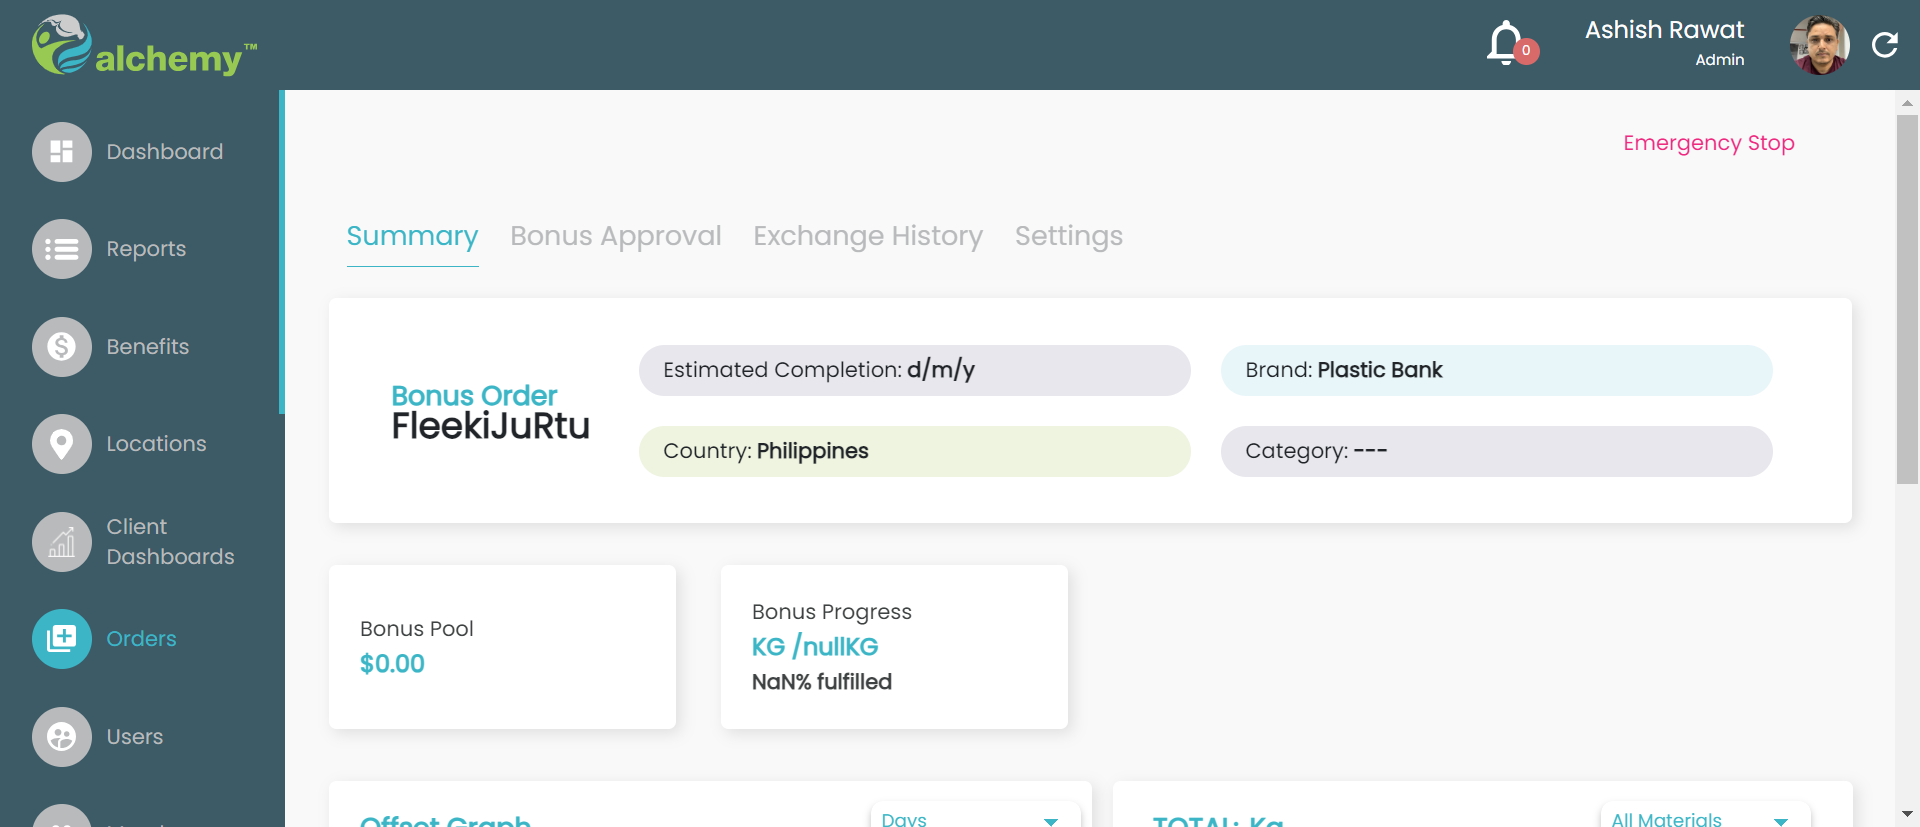 alchemy™
0
Ashish Rawat
Admin
Dashboard
Reports
Benefits
Locations
Client
Dashboards
Orders
Users
Emergency Stop
Summary Bonus Approval Exchange History Settings
Bonus Order
FleekiJuRtu
Estimated Completion: d/m/y
Brand: Plastic Bank
Country: Philippines
Category: ---
Bonus Pool
$0.00
Bonus Progress
KG /nullKG
NaN% fulfilled
Offset Graph
Days
TOTAL: Kg
All Materials